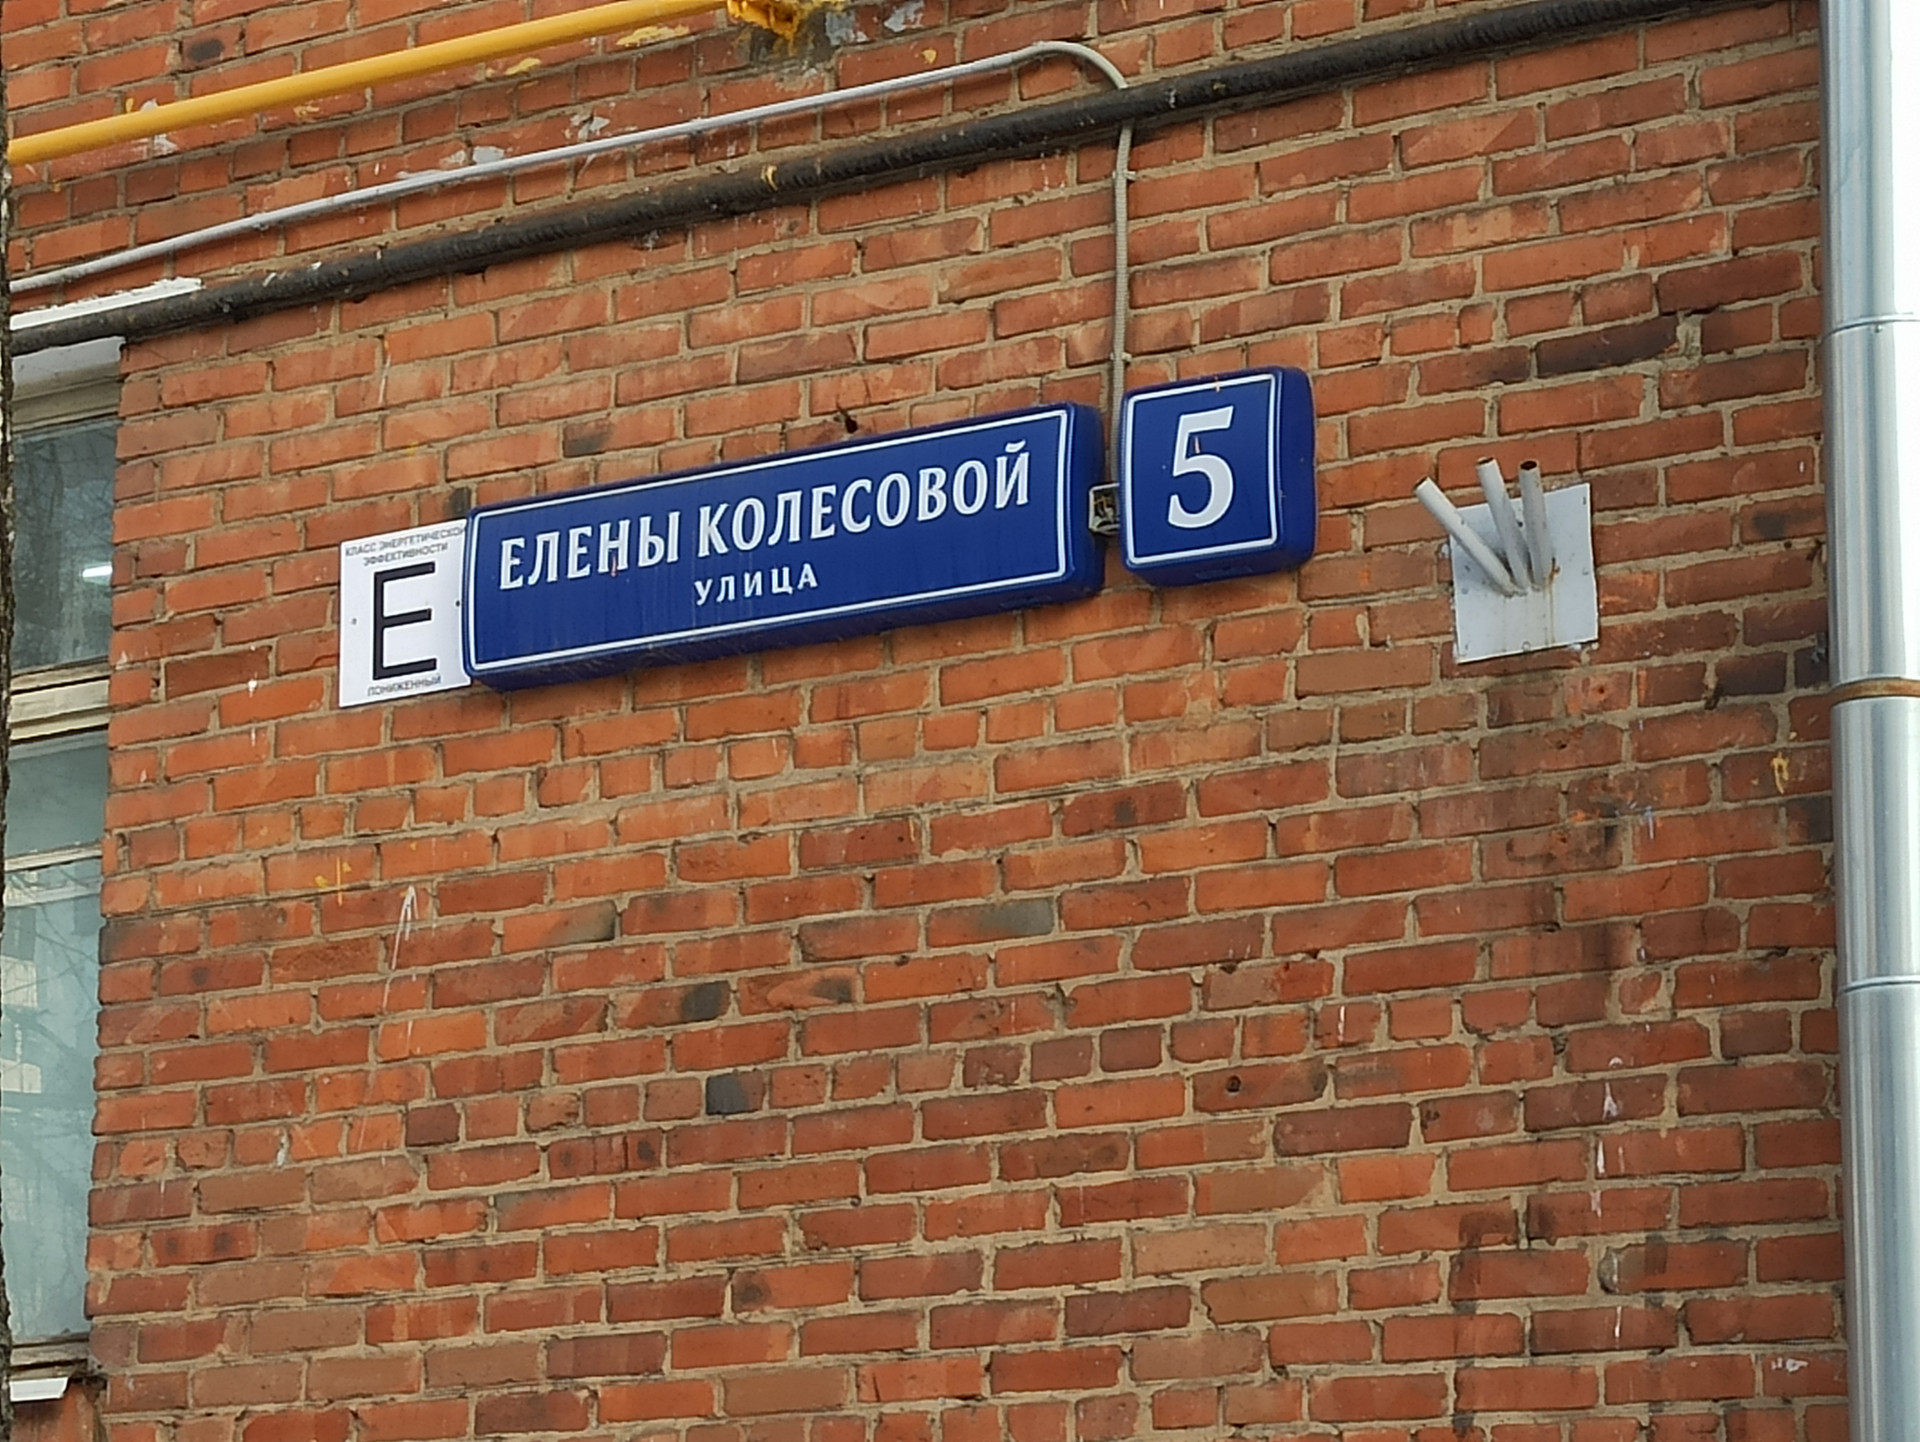 КЛАСС ЭНЕРГЕТИЧЕСКОЙ
ЭФФЕКТИВНОСТИ
E
ПОНИЖЕННЫЙ
ЕЛЕНЫ КОЛЕСОВОЙ
УЛИЦА
5